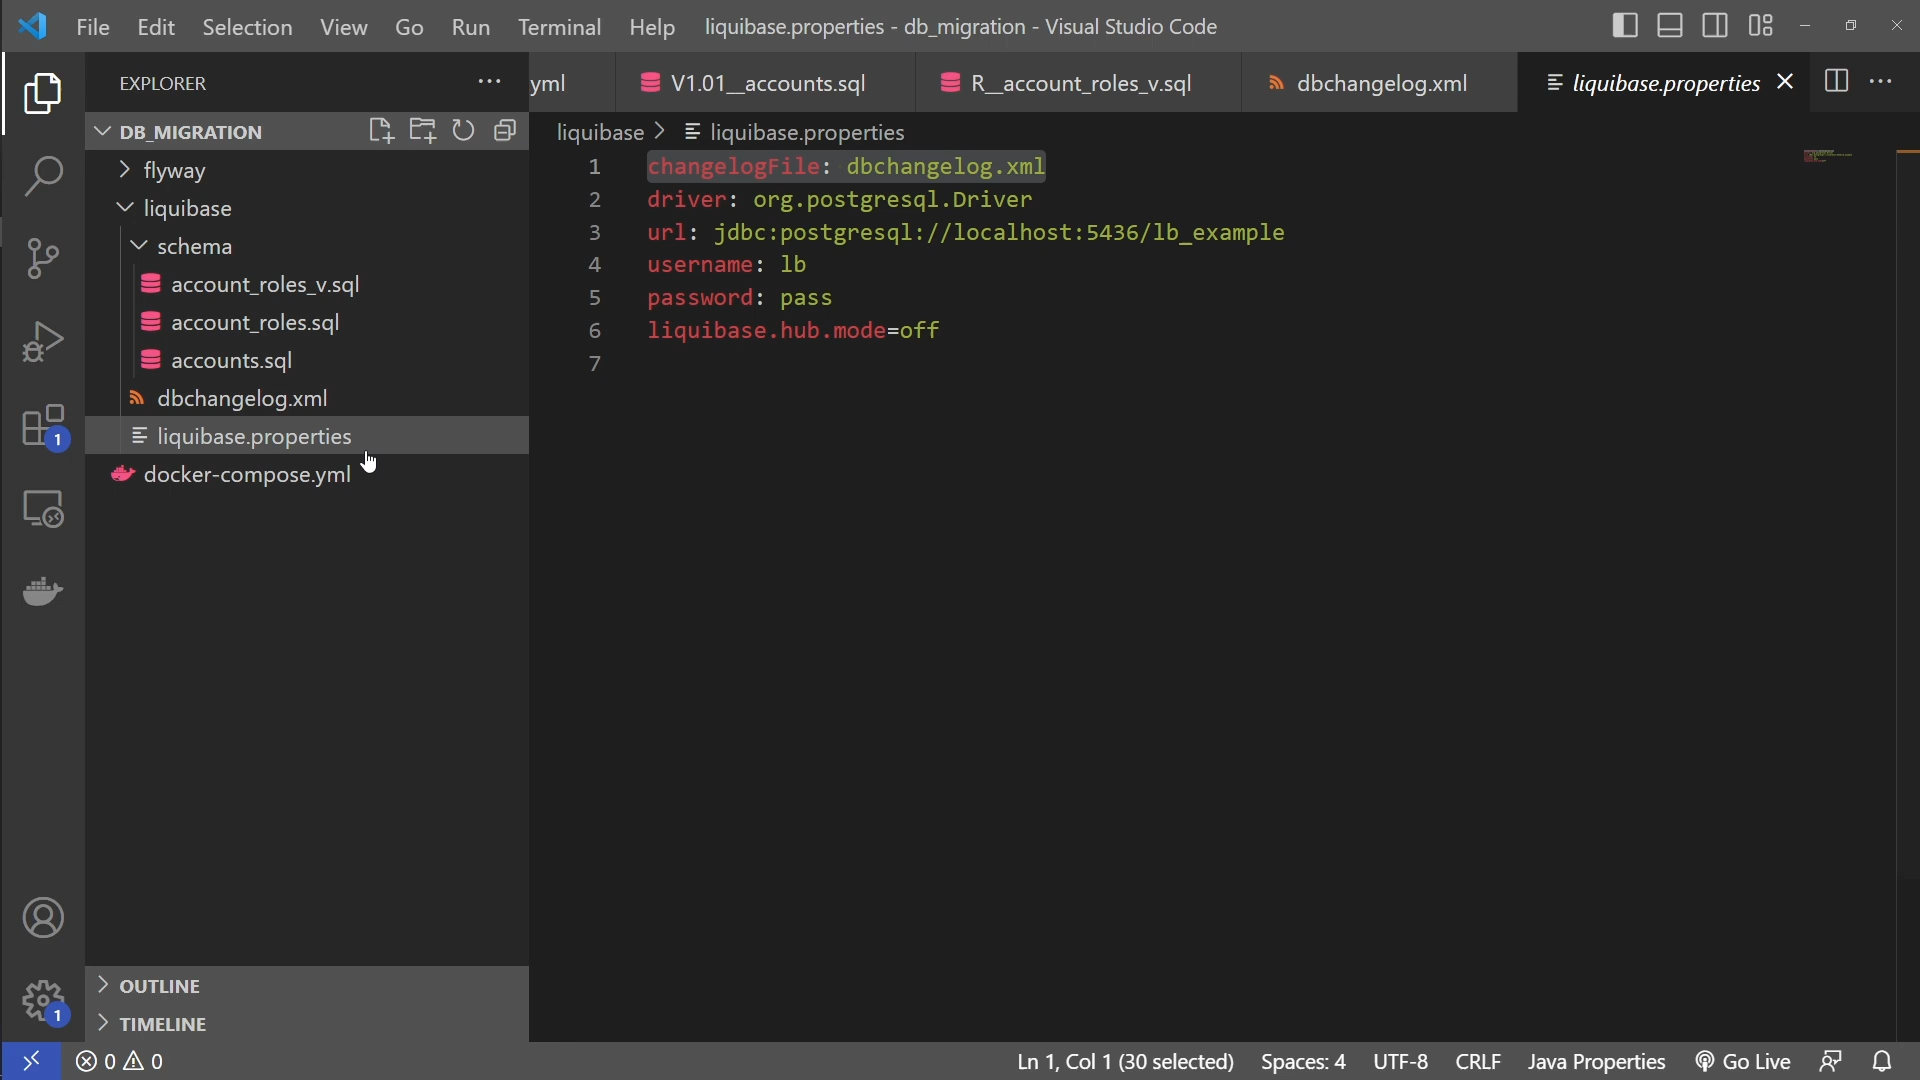 File Edit Selection View Go Run Terminal Help liquibase.properties - db_migration - Visual Studio Code
EXPLORER
yml V1.01__accounts.sql R__account_roles_v.sql dbchangelog.xml liquibase.properties
DB_MIGRATION
flyway
liquibase
schema
account_roles_v.sql
account_roles.sql
accounts.sql
dbchangelog.xml
liquibase.properties
docker-compose.yml
liquibase > liquibase.properties
1 changelogFile: dbchangelog.xml
2 driver: org.postgresql.Driver
3 url: jdbc:postgresql://localhost:5436/lb_example
4 username: lb
5 password: pass
6 liquibase.hub.mode=off
7
1
1
OUTLINE
TIMELINE
0 0 Ln 1, Col 1 (30 selected) Spaces: 4 UTF-8 CRLF Java Properties Go Live